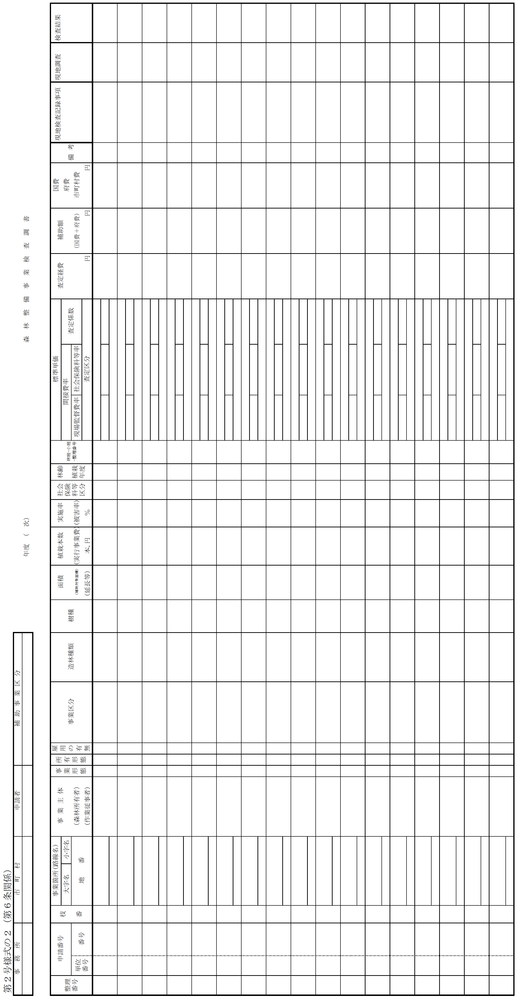 第２号様式の２（第６条関係）
事　務　所
市　町　村
申請者
補　助　事　業　区　分
年度（　次）
森　林　整　備　事　業　検　査　調　書
整理
番号
申請番号
単位
番号
番号
枝　番
事業箇所(路線名)
大字名
小字名
地　番
事　業　主　体
(森林所有者)
(作業従事者)
事業形態
所有形態
雇用の有無
事業区分
造林種類
樹種
面積
(補助対象面積)
(延長等)
植栽本数
(実行事業費)
本,円
実施率
(被害率)
％
社会
保険
料等
区分
林齢
植栽
年度
林班-小班
-整理番号
標準単価
間接費率
現場監督費率
社会保険料等率
査定係数
査定区分
査定経費
円
補助額
(国費＋府費)
円
国費
府費
市町村費
円
備　考
現地検査記録事項
現地調査
検査結果